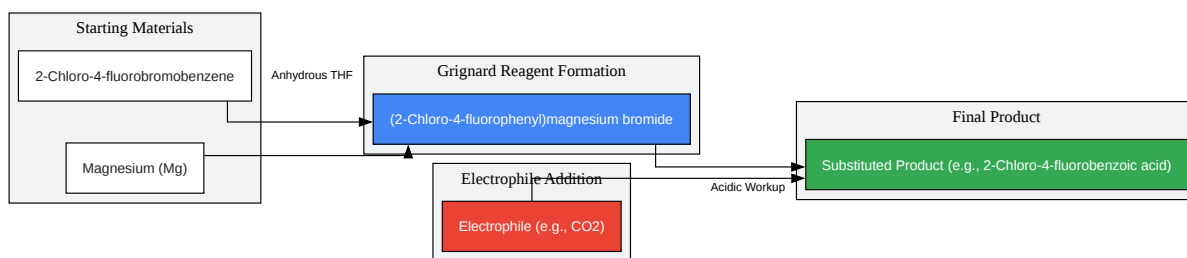 Starting Materials
2-Chloro-4-fluorobromobenzene
Magnesium (Mg)
Anhydrous THF
Grignard Reagent Formation
(2-Chloro-4-fluorophenyl)magnesium bromide
Electrophile Addition
Electrophile (e.g., CO2)
Acidic Workup
Final Product
Substituted Product (e.g., 2-Chloro-4-fluorobenzoic acid)